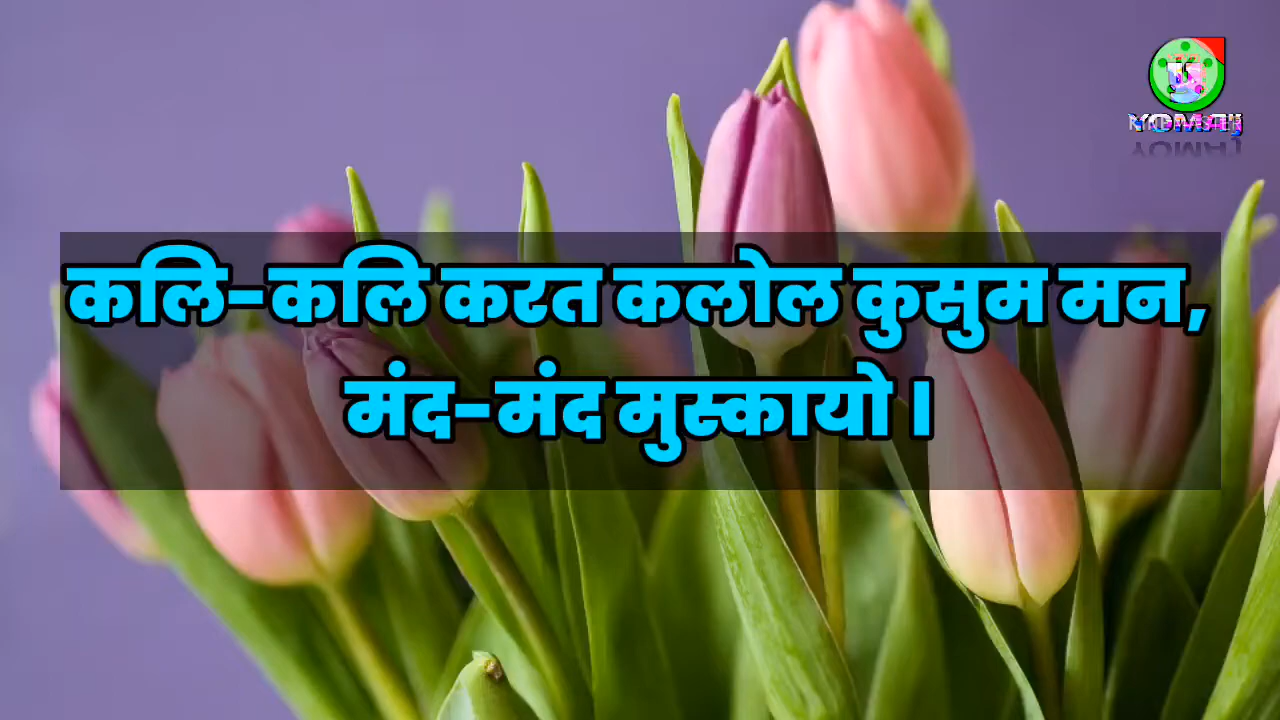 कलि-कलि करत कलोल कुसुम मन,
मंद-मंद मुस्कायो ।